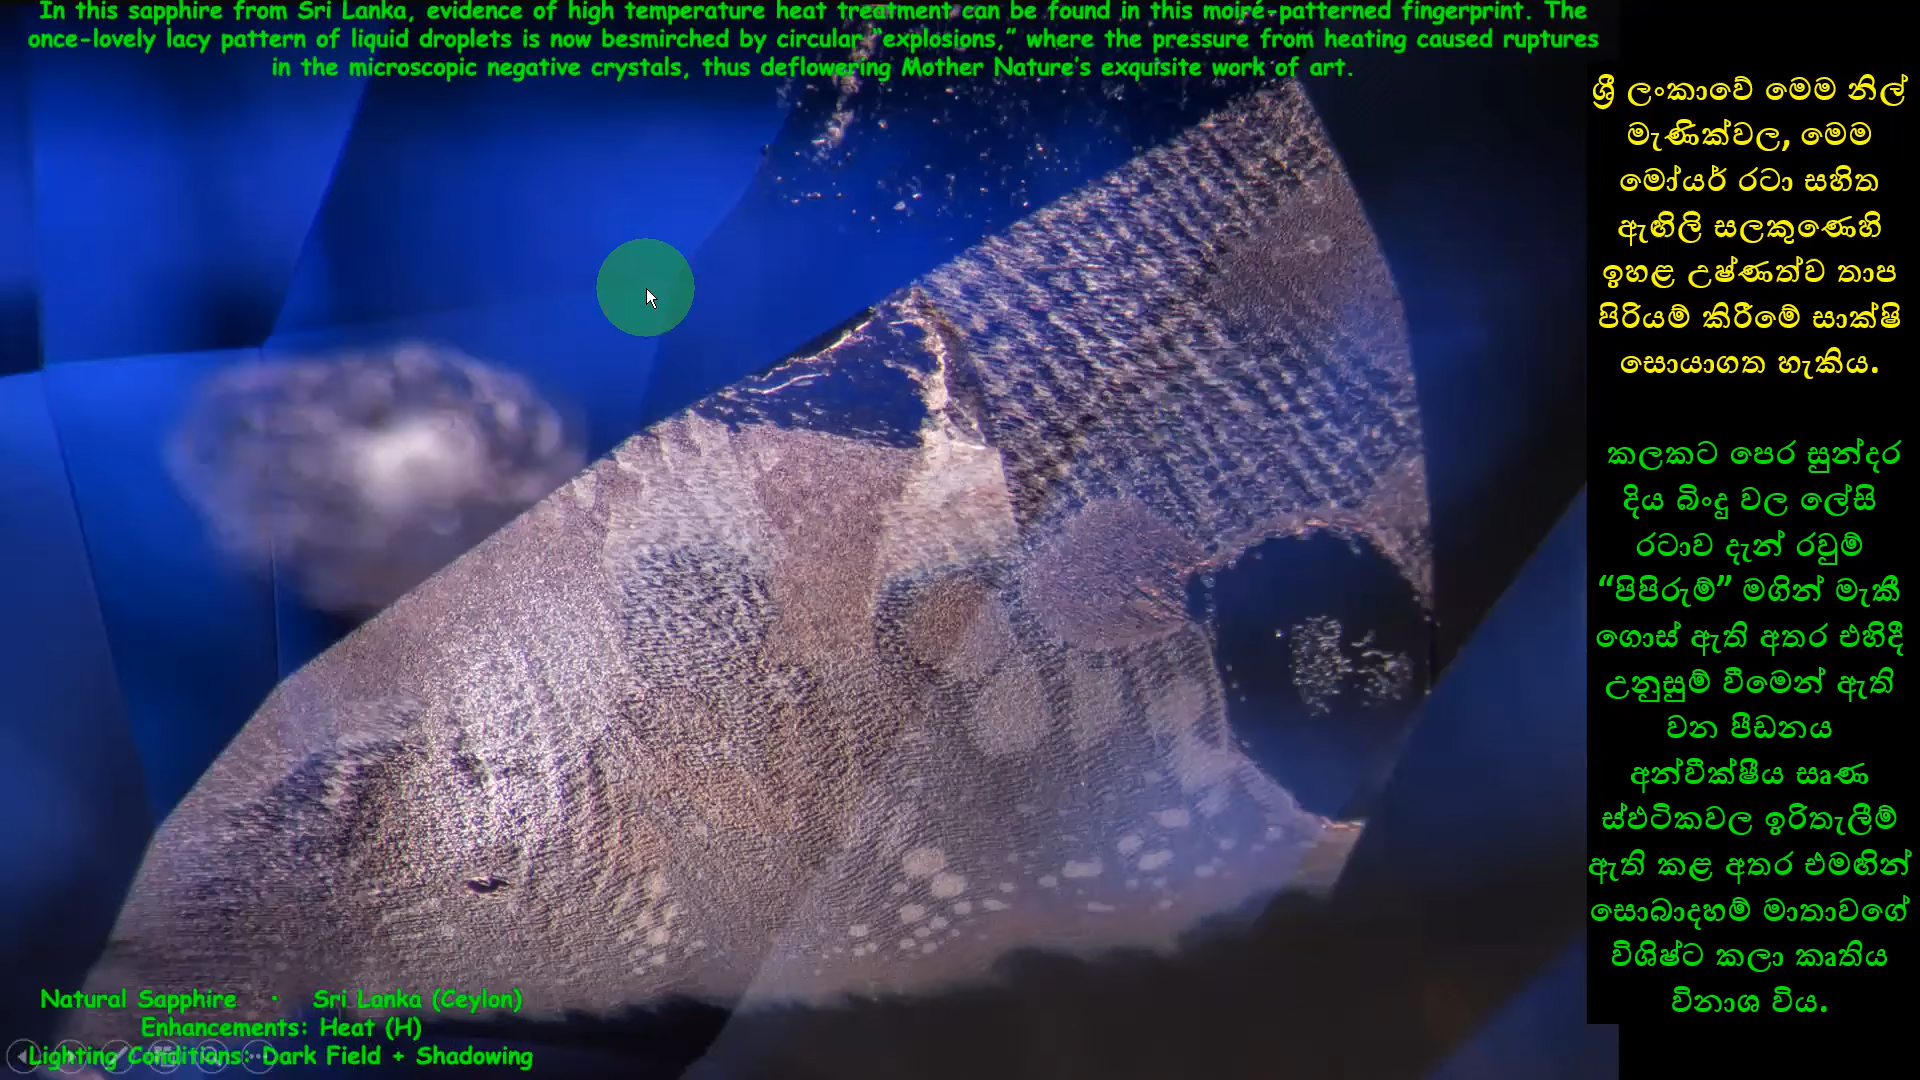 In this sapphire from Sri Lanka, evidence of high temperature heat treatment can be found in this moiré-patterned fingerprint. The
once-lovely lacy pattern of liquid droplets is now besmirched by circular “explosions,” where the pressure from heating caused ruptures
in the microscopic negative crystals, thus deflowering Mother Nature’s exquisite work of art.
ශ්‍රී ලංකාවේ මෙම නිල්
මැණික්වල, මෙම
මෝයර් රටා සහිත
ඇඟිලි සලකුණෙහි
ඉහළ උෂ්ණත්ව තාප
පිරියම් කිරීමේ සාක්ෂි
සොයාගත හැකිය.
කලකට පෙර සුන්දර
දිය බිංදු වල ලේසි
රටාව දැන් රවුම්
“පිපිරුම්” මගින් මැකී
ගොස් ඇති අතර එහිදී
උනුසුම් වීමෙන් ඇති
වන පීඩනය
අන්වීක්ෂීය සෘණ
ස්ඵටිකවල ඉරිතැලීම්
ඇති කළ අතර එමඟින්
සොබාදහම් මාතාවගේ
විශිෂ්ට කලා කෘතිය
විනාශ විය.
Natural Sapphire • Sri Lanka (Ceylon)
Enhancements: Heat (H)
Lighting Conditions: Dark Field + Shadowing